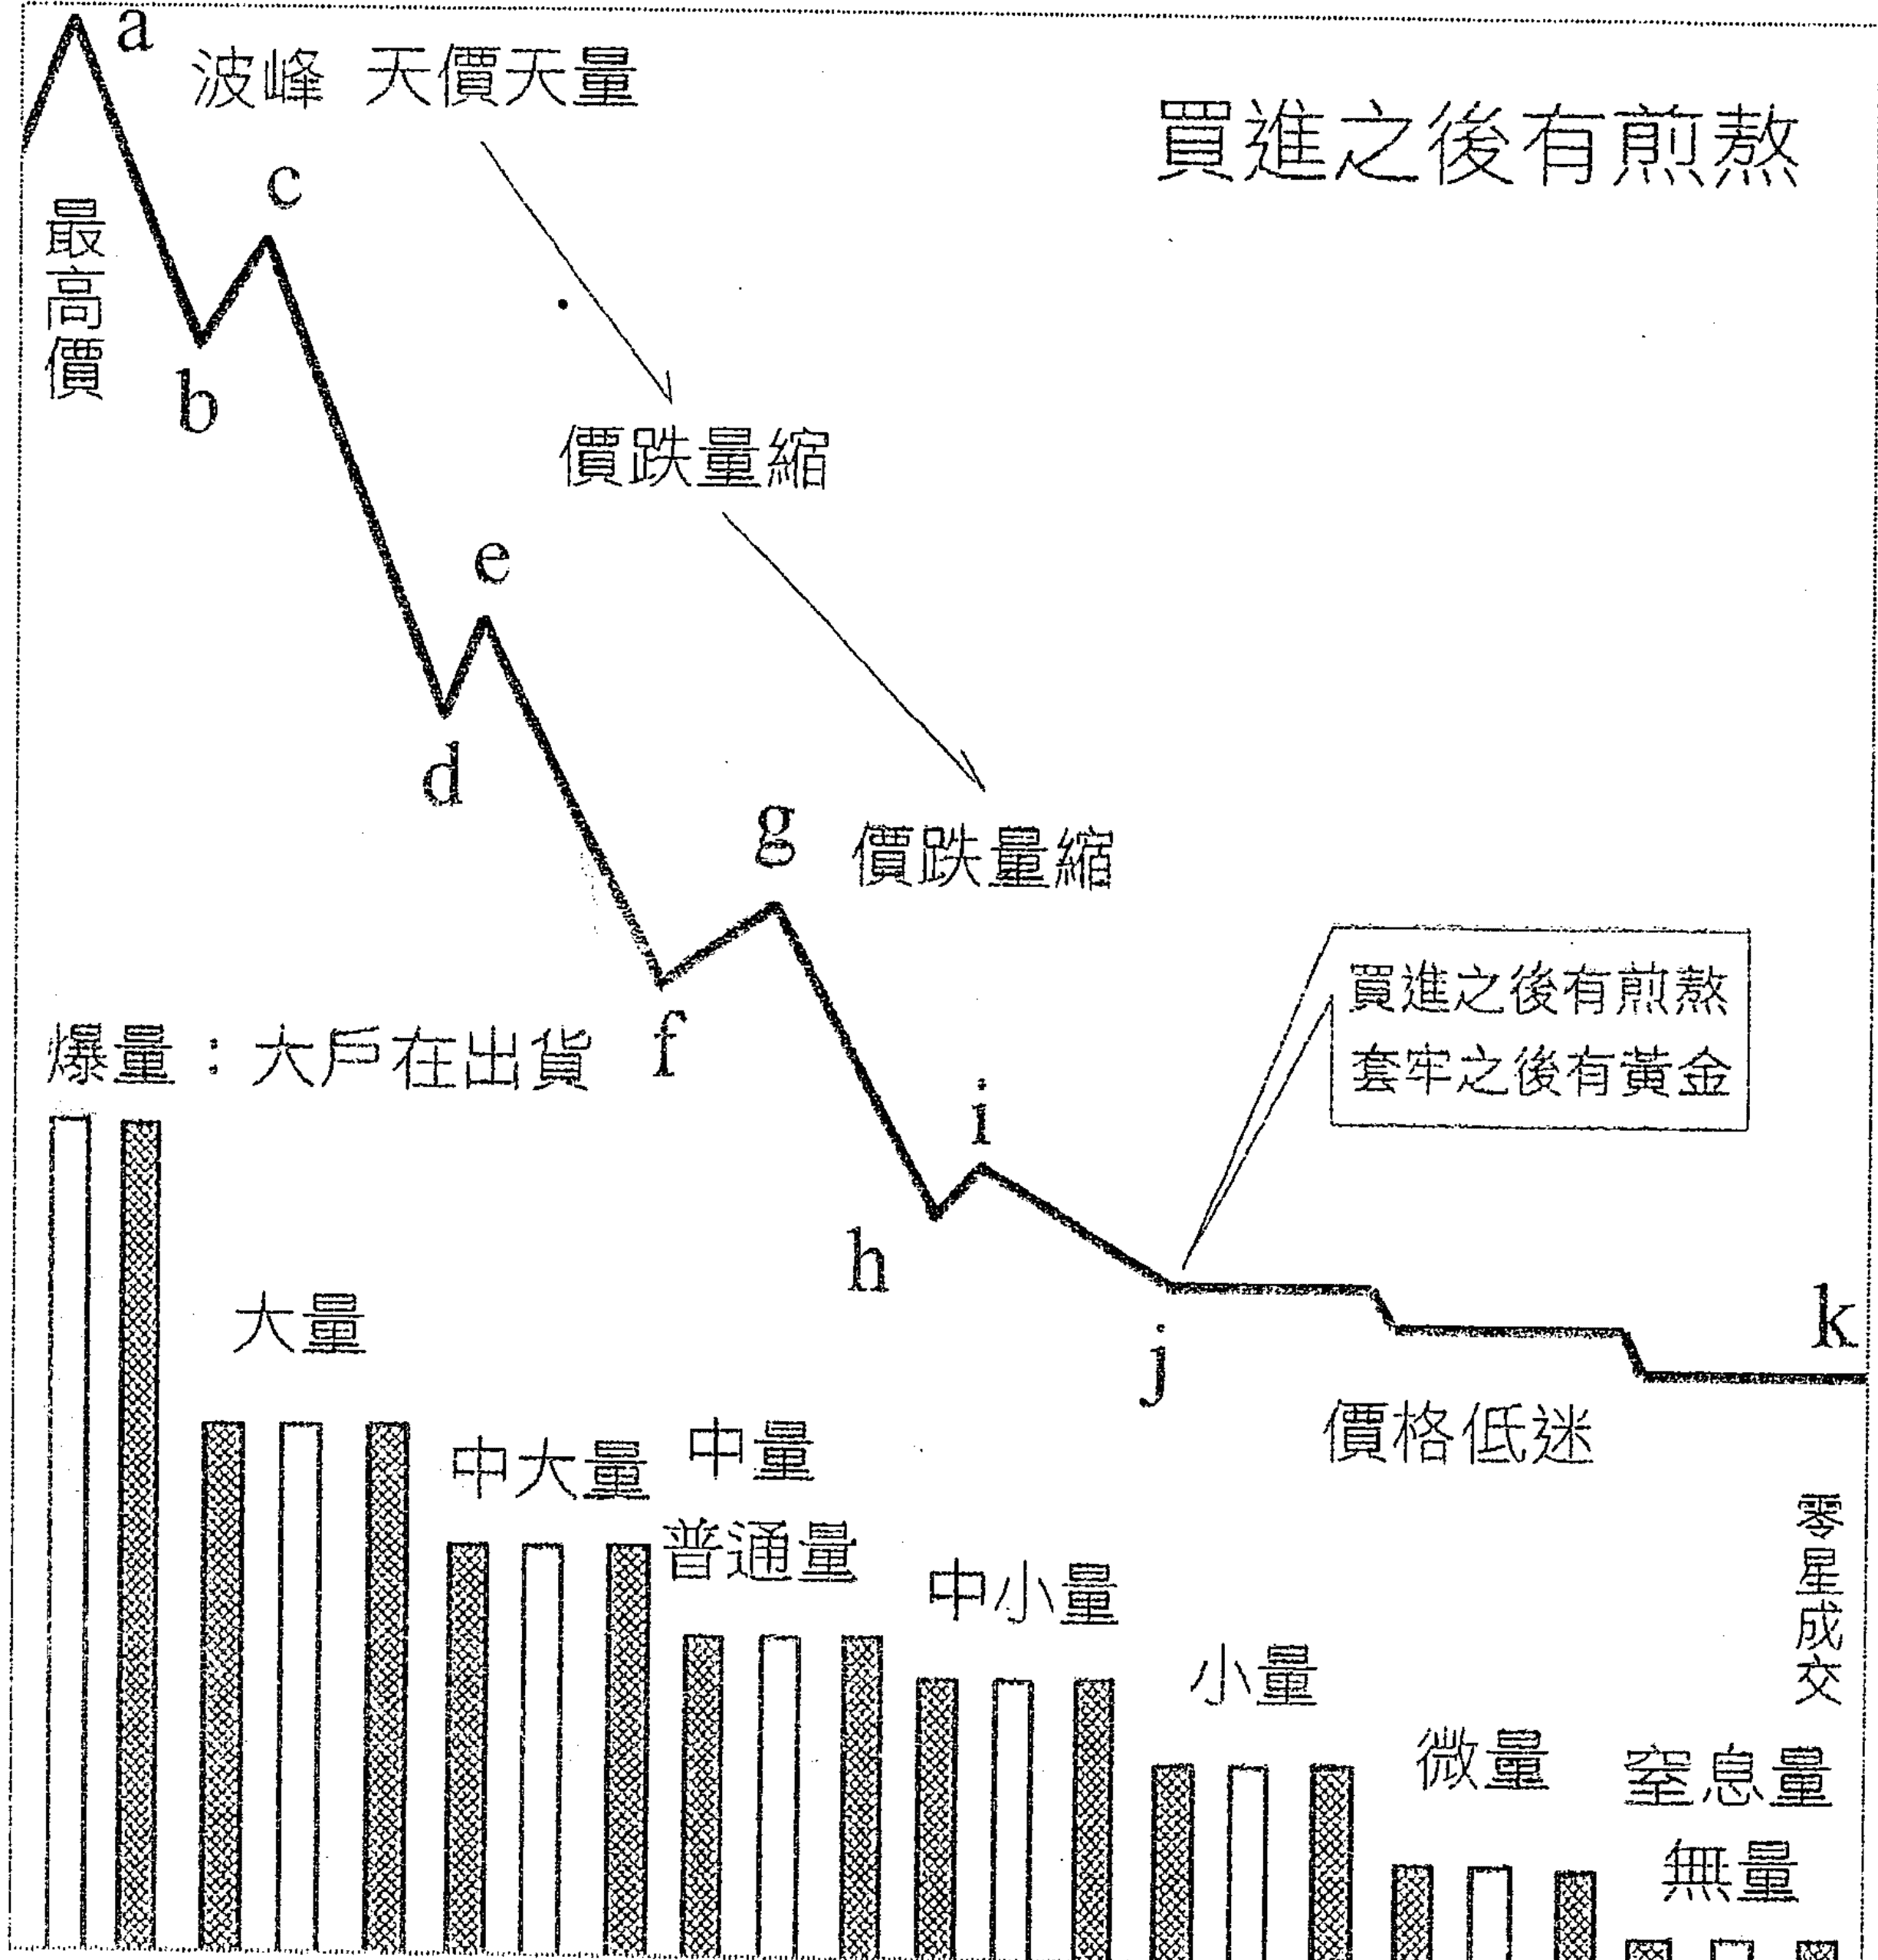 a
波峰 天價天量
買進之後有煎熬
c
最高價
b
價跌量縮
e
d
g
價跌量縮
買進之後有煎熬
套牢之後有黃金
爆量：大戶在出貨
f
i
h
大量
k
j
價格低迷
中大量
中量
普通量
零星成交
中小量
小量
微量
窒息量
無量